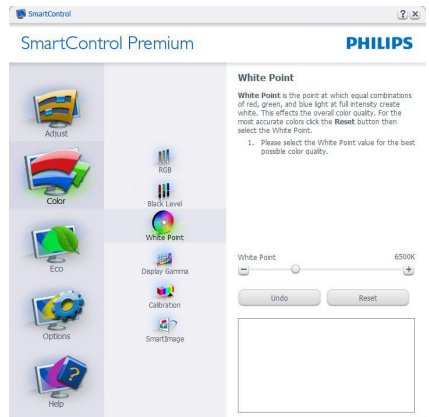 SmartControl
? ×
SmartControl Premium
PHILIPS
Adjust
Color
Eco
Options
Help
RGB
Black Level
White Point
Display Gamma
Calibration
SmartImage
White Point
White Point is the point at which equal combinations
of red, green, and blue light at full intensity create
white. This effects the overall color quality. For the
most accurate colors click the Reset button then
select the White Point.
1. Please select the White Point value for the best
possible color quality.
White Point 6500K
Undo Reset